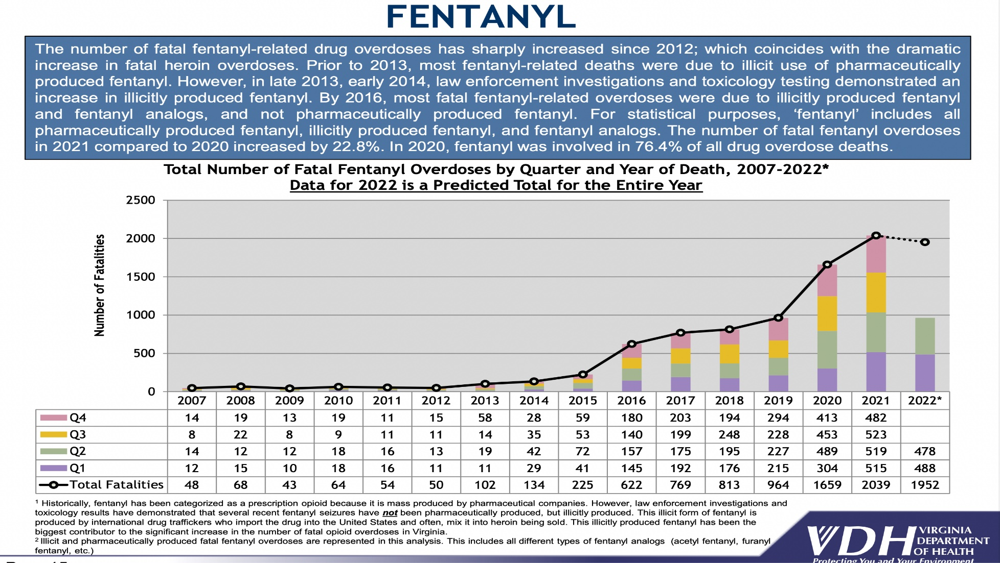 FENTANYL
The number of fatal fentanyl-related drug overdoses has sharply increased since 2012; which coincides with the dramatic
increase in fatal heroin overdoses. Prior to 2013, most fentanyl-related deaths were due to illicit use of pharmaceutically
produced fentanyl. However, in late 2013, early 2014, law enforcement investigations and toxicology testing demonstrated an
increase in illicitly produced fentanyl. By 2016, most fatal fentanyl-related overdoses were due to illicitly produced fentanyl
and fentanyl analogs, and not pharmaceutically produced fentanyl. For statistical purposes, ‘fentanyl’ includes all
pharmaceutically produced fentanyl, illicitly produced fentanyl, and fentanyl analogs. The number of fatal fentanyl overdoses
in 2021 compared to 2020 increased by 22.8%. In 2020, fentanyl was involved in 76.4% of all drug overdose deaths.
Total Number of Fatal Fentanyl Overdoses by Quarter and Year of Death, 2007-2022*
Data for 2022 is a Predicted Total for the Entire Year
Number of Fatalities
2500
2000
1500
1000
500
0
2007 2008 2009 2010 2011 2012 2013 2014 2015 2016 2017 2018 2019 2020 2021 2022*
Q4 14 19 13 19 11 15 58 28 59 180 203 194 294 413 482
Q3 8 22 8 9 11 11 14 35 53 140 199 248 228 453 523
Q2 14 12 12 18 16 13 19 42 72 157 175 195 227 489 519 478
Q1 12 15 10 18 16 11 11 29 41 145 192 176 215 304 515 488
Total Fatalities 48 68 43 64 54 50 102 134 225 622 769 813 964 1659 2039 1952
¹ Historically, fentanyl has been categorized as a prescription opioid because it is mass produced by pharmaceutical companies. However, law enforcement investigations and
toxicology results have demonstrated that several recent fentanyl seizures have not been pharmaceutically produced, but illicitly produced. This illicit form of fentanyl is
produced by international drug traffickers who import the drug into the United States and often, mix it into heroin being sold. This illicitly produced fentanyl has been the
biggest contributor to the significant increase in the number of fatal opioid overdoses in Virginia.
² Illicit and pharmaceutically produced fatal fentanyl overdoses are represented in this analysis. This includes all different types of fentanyl analogs (acetyl fentanyl, furanyl
fentanyl, etc.)
VDH VIRGINIA
DEPARTMENT
OF HEALTH
Protecting You and Your Environment